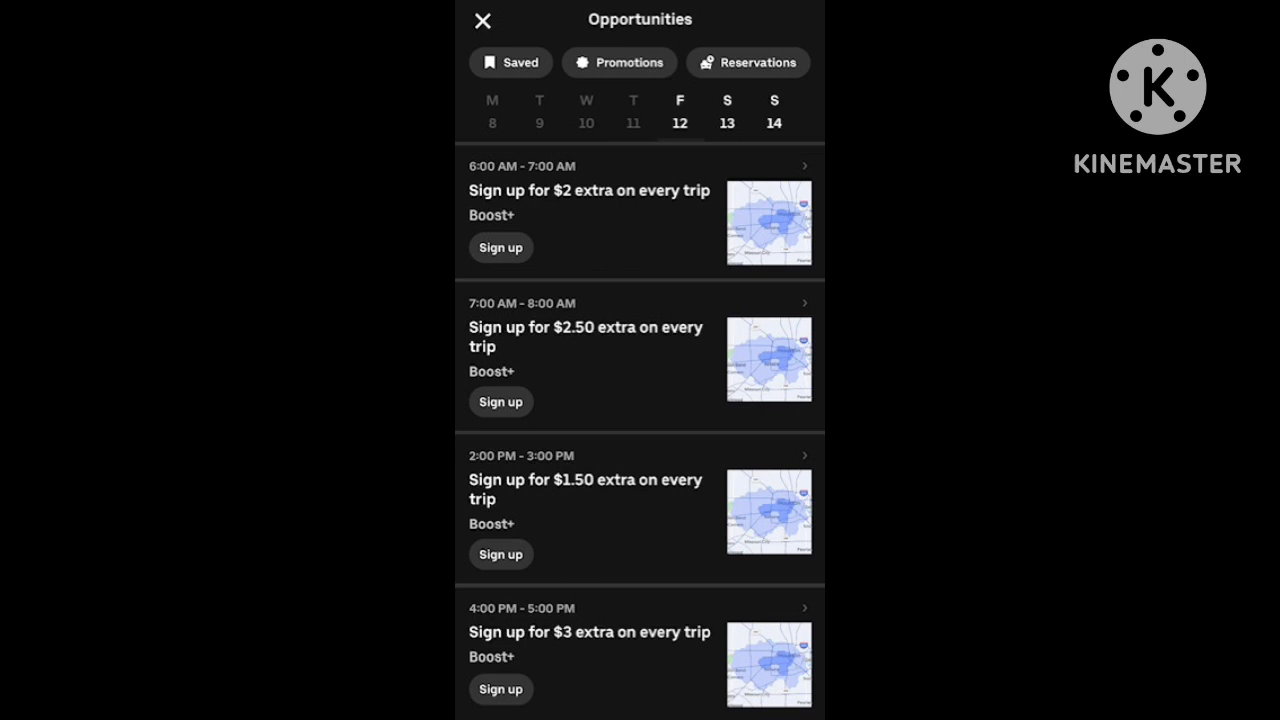 Opportunities
Saved
Promotions
Reservations
M T W T F S S
8 9 10 11 12 13 14
6:00 AM - 7:00 AM
Sign up for $2 extra on every trip
Boost+
Sign up
7:00 AM - 8:00 AM
Sign up for $2.50 extra on every
trip
Boost+
Sign up
2:00 PM - 3:00 PM
Sign up for $1.50 extra on every
trip
Boost+
Sign up
4:00 PM - 5:00 PM
Sign up for $3 extra on every trip
Boost+
Sign up
K
KINEMASTER